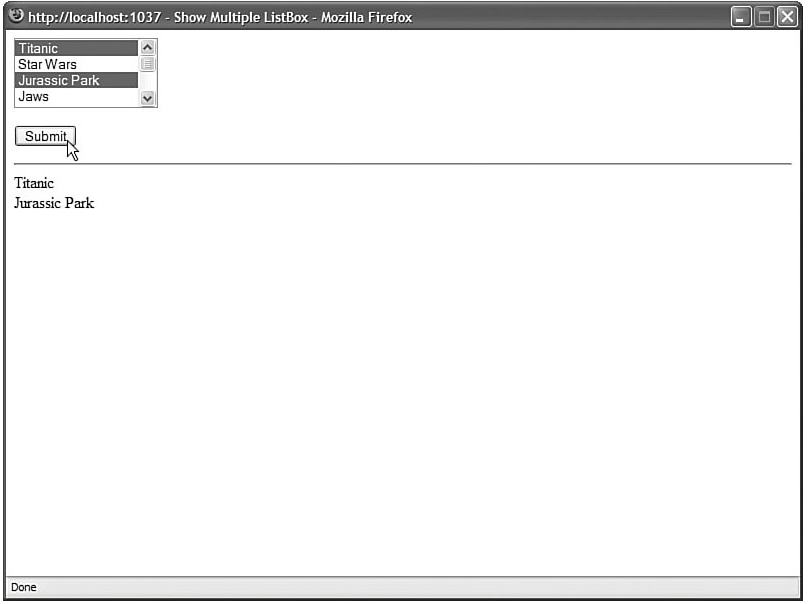 http://localhost:1037 - Show Multiple ListBox - Mozilla Firefox
Titanic
Star Wars
Jurassic Park
Jaws
Submit
Titanic
Jurassic Park
Done